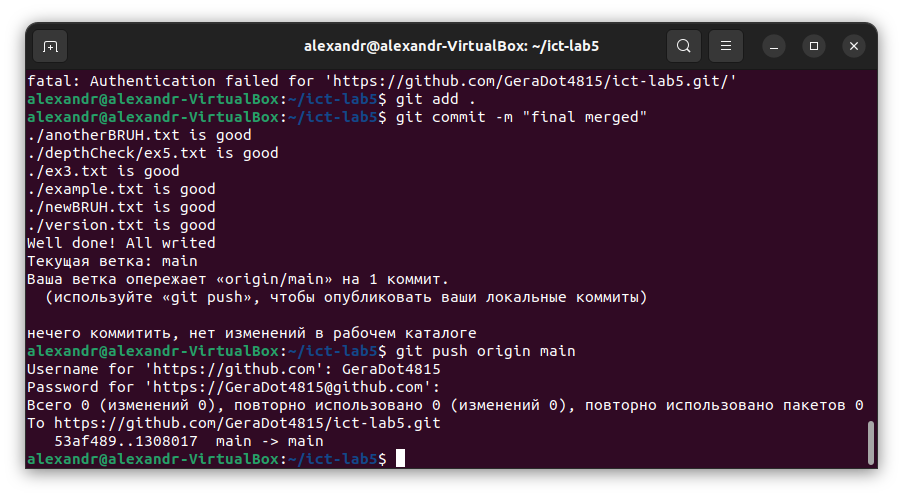 alexandr@alexandr-VirtualBox: ~/ict-lab5
fatal: Authentication failed for 'https://github.com/GeraDot4815/ict-lab5.git/'
alexandr@alexandr-VirtualBox:~/ict-lab5$ git add .
alexandr@alexandr-VirtualBox:~/ict-lab5$ git commit -m "final merged"
./anotherBRUH.txt is good
./depthCheck/ex5.txt is good
./ex3.txt is good
./example.txt is good
./newBRUH.txt is good
./version.txt is good
Well done! All writed
Текущая ветка: main
Ваша ветка опережает «origin/main» на 1 коммит.
  (используйте «git push», чтобы опубликовать ваши локальные коммиты)
нечего коммитить, нет изменений в рабочем каталоге
alexandr@alexandr-VirtualBox:~/ict-lab5$ git push origin main
Username for 'https://github.com': GeraDot4815
Password for 'https://GeraDot4815@github.com':
Всего 0 (изменений 0), повторно использовано 0 (изменений 0), повторно использовано пакетов 0
To https://github.com/GeraDot4815/ict-lab5.git
   53af489..1308017  main -> main
alexandr@alexandr-VirtualBox:~/ict-lab5$